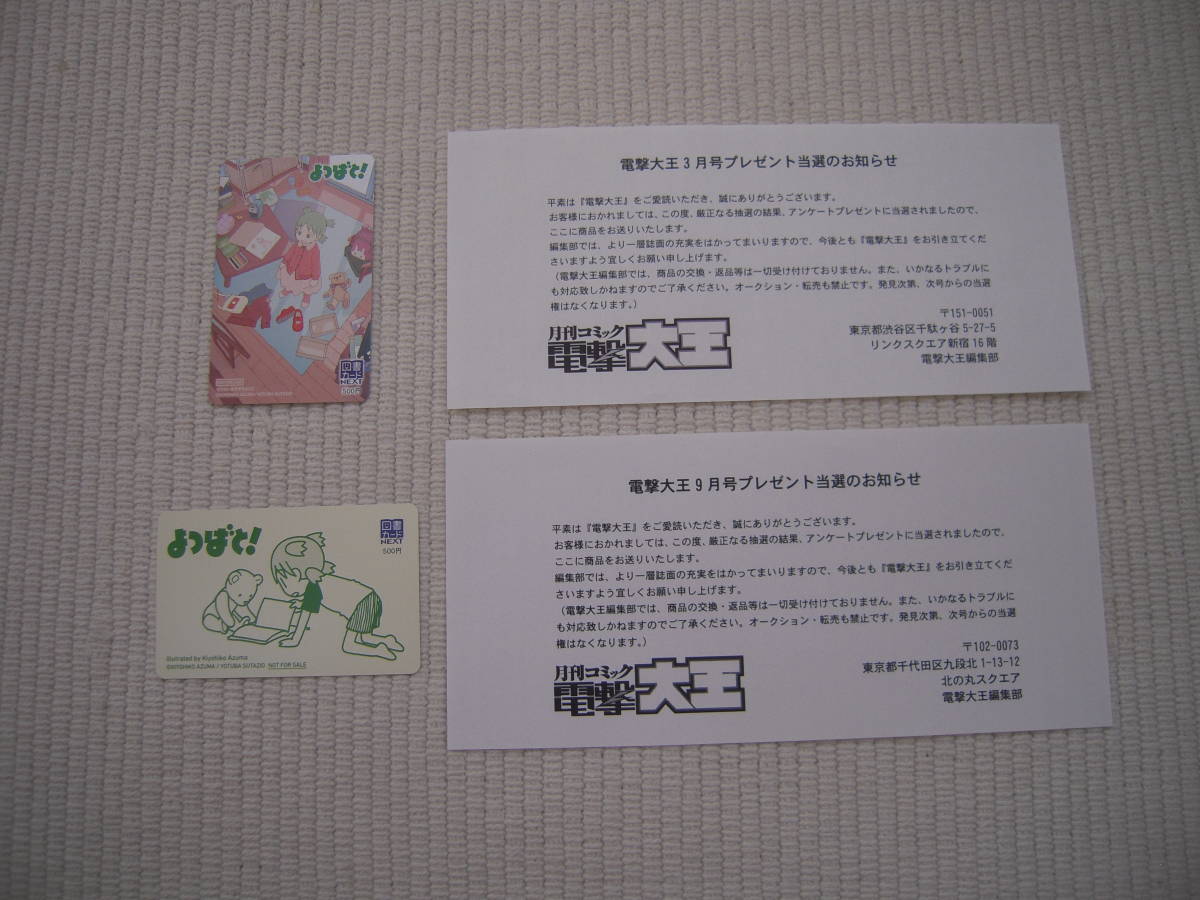 よつばと!
図書
カード
NEXT
500円
電撃大王3月号プレゼント当選のお知らせ
平素は『電撃大王』をご愛読いただき、誠にありがとうございます。
お客様におかれましては、この度、厳正なる抽選の結果、アンケートプレゼントに当選されましたので、
ここに商品をお送りいたします。
編集部では、より一層誌面の充実をはかってまいりますので、今後とも『電撃大王』をお引き立てくだ
さいますよう宜しくお願い申し上げます。
(電撃大王編集部では、商品の交換・返品等は一切受け付けておりません。また、いかなるトラブルに
も対応致しかねますのでご了承ください。オークション・転売も禁止です。発見次第、次号からの当選
権はなくなります。)
月刊コミック
電撃大王
〒151-0051
東京都渋谷区千駄ヶ谷 5-27-5
リンクスクエア新宿 16 階
電撃大王編集部
よつばと!
図書
カード
NEXT
500円
Illustrated by Kiyohiko Azuma
©KIYOHIKO AZUMA / YOTUBA SUTAZIO NOT FOR SALE
電撃大王9月号プレゼント当選のお知らせ
平素は『電撃大王』をご愛読いただき、誠にありがとうございます。
お客様におかれましては、この度、厳正なる抽選の結果、アンケートプレゼントに当選されましたので、
ここに商品をお送りいたします。
編集部では、より一層誌面の充実をはかってまいりますので、今後とも『電撃大王』をお引き立てくだ
さいますよう宜しくお願い申し上げます。
(電撃大王編集部では、商品の交換・返品等は一切受け付けておりません。また、いかなるトラブルに
も対応致しかねますのでご了承ください。オークション・転売も禁止です。発見次第、次号からの当選
権はなくなります。)
月刊コミック
電撃大王
〒102-0073
東京都千代田区九段北 1-13-12
北の丸スクエア
電撃大王編集部